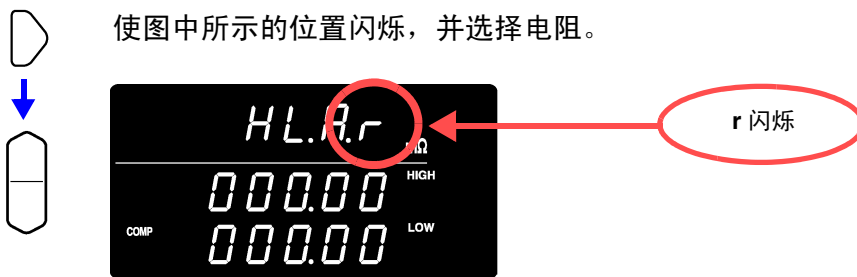 使图中所示的位置闪烁，并选择电阻。
HL.A.r
mΩ
r 闪烁
000.00 HIGH
COMP 000.00 LOW